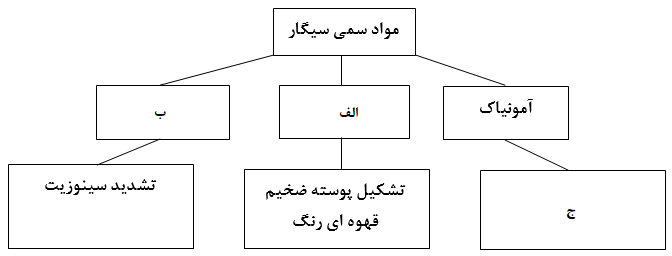 مواد سمی سیگار
آمونیاک
الف
ب
ج
تشکیل پوسته ضخیم
قهوه ای رنگ
تشدید سینوزیت